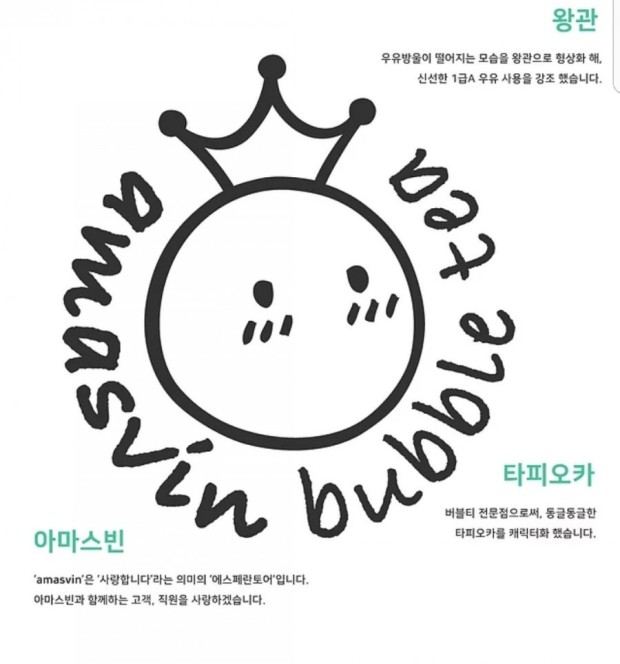 왕관
우유방울이 떨어지는 모습을 왕관으로 형상화 해,
신선한 1급A 우유 사용을 강조 했습니다.
amasvin bubble tea
타피오카
버블티 전문점으로써, 동글동글한
타피오카를 캐릭터화 했습니다.
아마스빈
'amasvin'은 '사랑합니다'라는 의미의 '에스페란토어'입니다.
아마스빈과 함께하는 고객, 직원을 사랑하겠습니다.